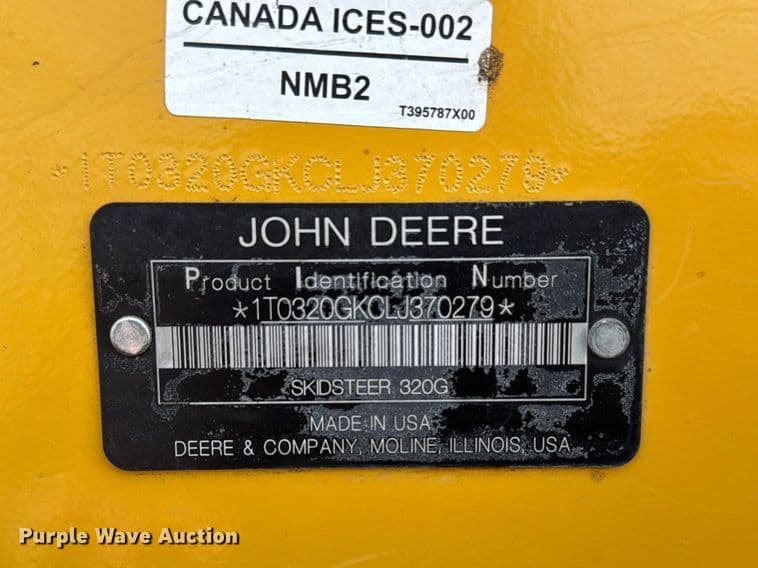 CANADA ICES-002
NMB2
T395787X00
*1T0320GKCLJ370279*
JOHN DEERE
Product Identification Number
*1T0320GKCLJ370279*
SKIDSTEER 320G
MADE IN USA
DEERE & COMPANY, MOLINE, ILLINOIS, USA
Purple Wave Auction